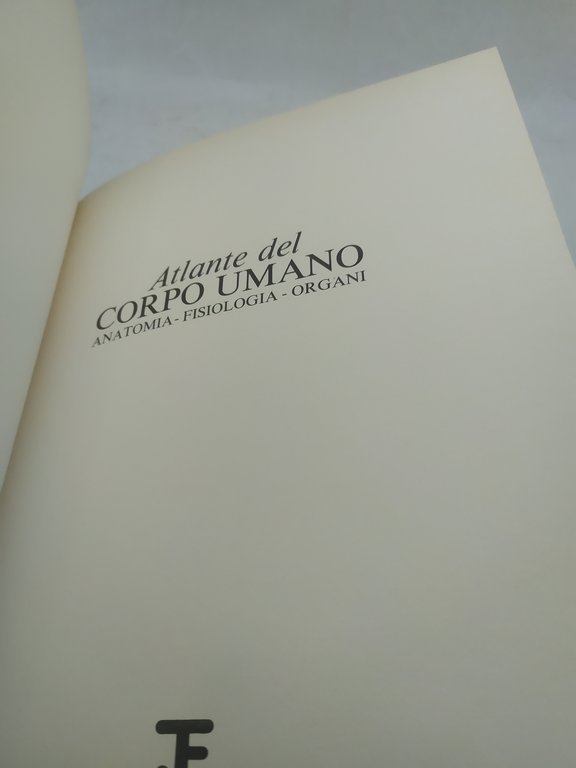 Atlante del
CORPO UMANO
ANATOMIA - FISIOLOGIA - ORGANI